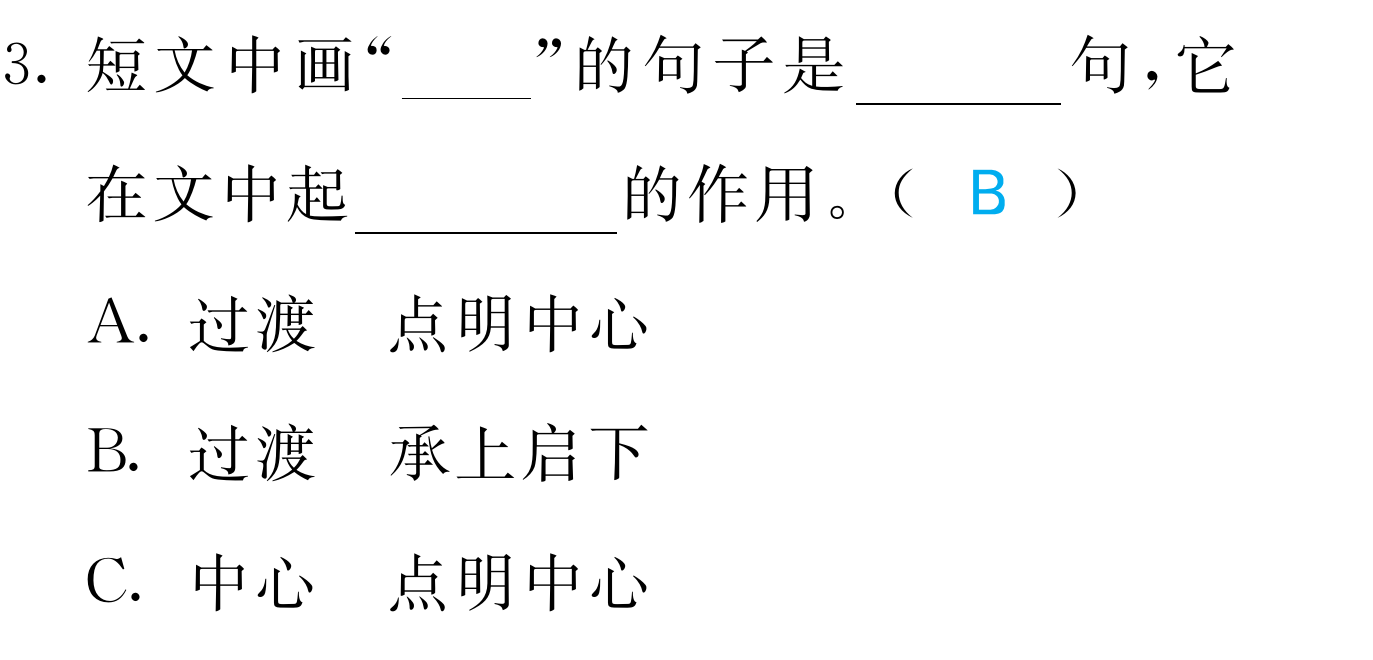 3. 短文中画“____”的句子是______句,它
在文中起________的作用。( B )
A. 过渡 点明中心
B. 过渡 承上启下
C. 中心 点明中心